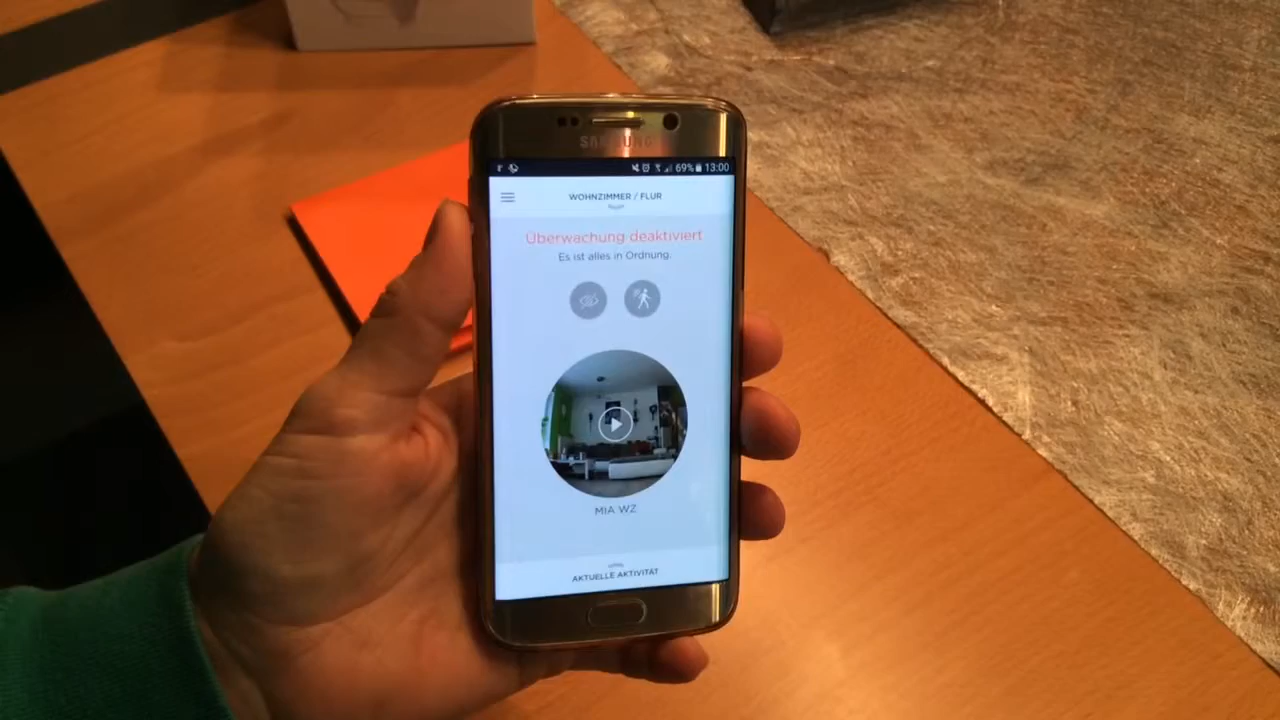 SAMSUNG
69% 13:00
WOHNZIMMER / FLUR
Überwachung deaktiviert
Es ist alles in Ordnung.
MIA WZ
AKTUELLE AKTIVITÄT